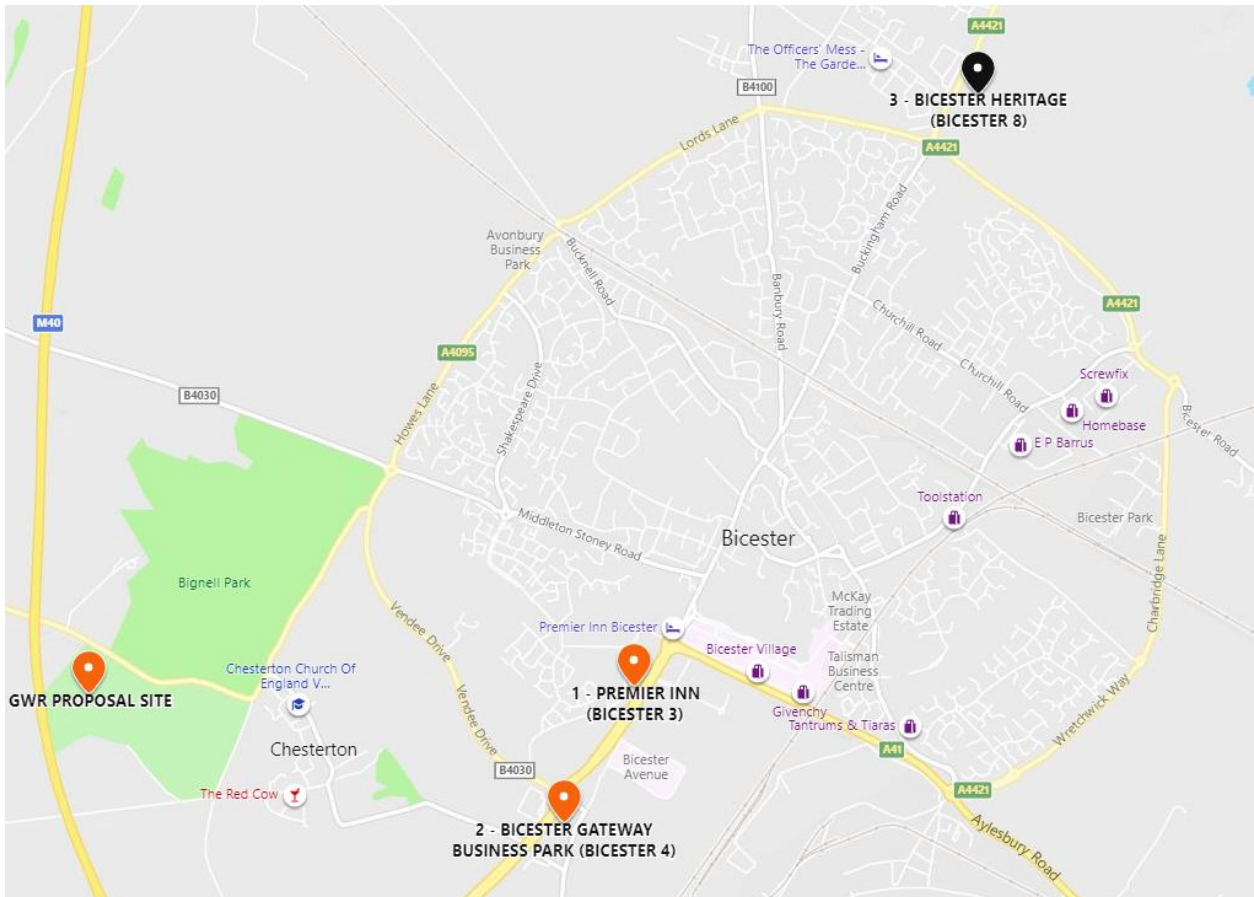 A4421
The Officers' Mess -
The Garde...
B4100
3 - BICESTER HERITAGE
(BICESTER 8)
Lords Lane
A4421
Avonbury
Business
Park
Bucknell Road
Banbury Road
Buckingham Road
M40
A4421
Churchill Road
Churchill Road
A4095
Screwfix
B4030
Howes Lane
Shakespeare Drive
Homebase
Bicester Road
E P Barrus
Toolstation
Bicester Park
Middleton Stoney Road
Bicester
Bignell Park
Charbridge Lane
McKay
Trading
Estate
Vendee Drive
Premier Inn Bicester
Bicester Village
Talisman
Business
Centre
Chesterton Church Of
England V...
GWR PROPOSAL SITE
1 - PREMIER INN
(BICESTER 3)
Givenchy
Tantrums & Tiaras
Wretchwick Way
Vendee Drive
Chesterton
A41
Bicester
Avenue
B4030
The Red Cow
A4421
Aylesbury Road
2 - BICESTER GATEWAY
BUSINESS PARK (BICESTER 4)